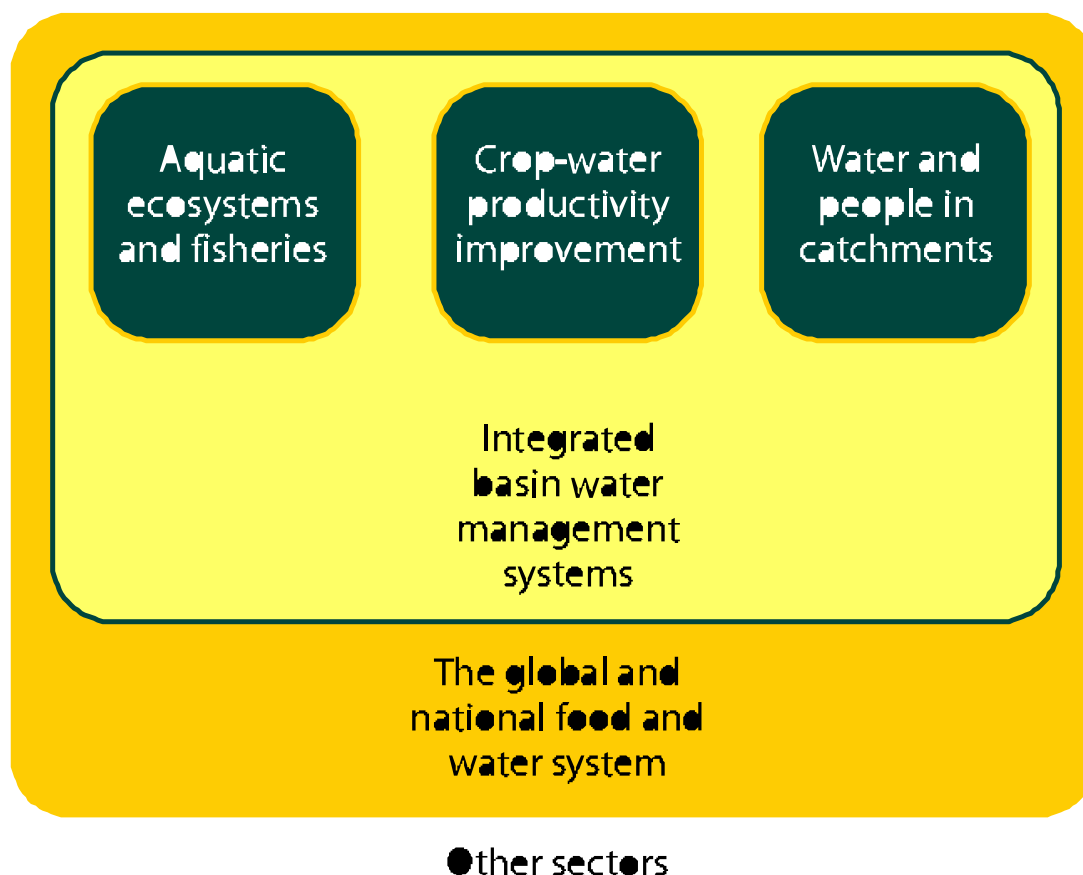 Aquatic
ecosystems
and fisheries
Crop-water
productivity
improvement
Water and
people in
catchments
Integrated
basin water
management
systems
The global and
national food and
water system
Other sectors